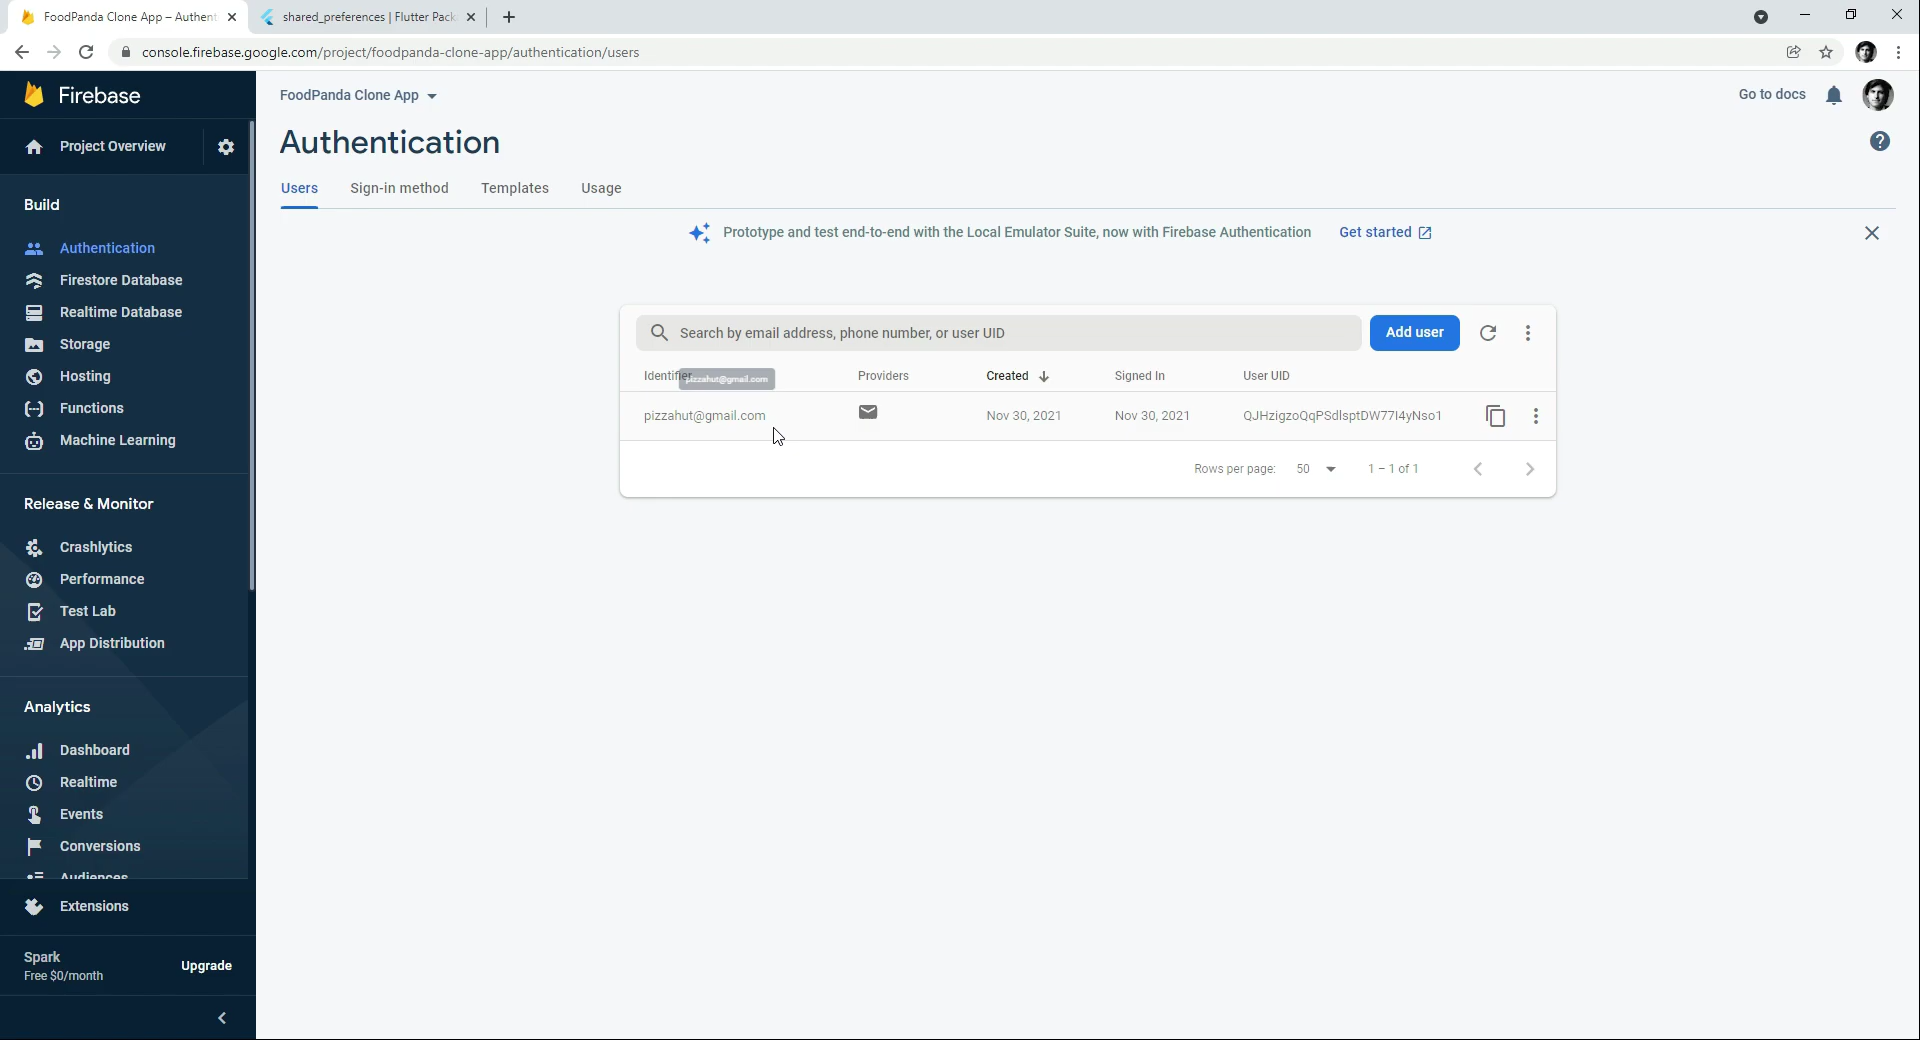 FoodPanda Clone App – Authent
shared_preferences | Flutter Pack
console.firebase.google.com/project/foodpanda-clone-app/authentication/users
Firebase
FoodPanda Clone App
Go to docs
Project Overview
Authentication
Users
Sign-in method
Templates
Usage
Build
Prototype and test end-to-end with the Local Emulator Suite, now with Firebase Authentication
Get started
Authentication
Firestore Database
Realtime Database
Storage
Hosting
Functions
Machine Learning
Search by email address, phone number, or user UID
Add user
Identifier
pizzahut@gmail.com
Providers
Created
Signed In
User UID
pizzahut@gmail.com
Nov 30, 2021
Nov 30, 2021
QJHzigzoQqPSdlsptDW77I4yNso1
Rows per page:
50
1 – 1 of 1
Release & Monitor
Crashlytics
Performance
Test Lab
App Distribution
Analytics
Dashboard
Realtime
Events
Conversions
Audiences
Extensions
Spark
Free $0/month
Upgrade